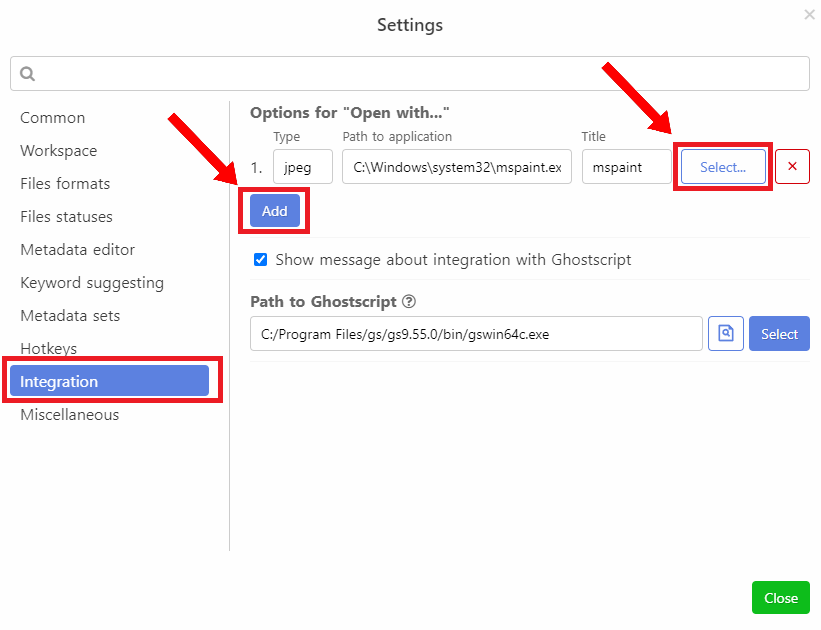 Settings
Common
Workspace
Files formats
Files statuses
Metadata editor
Keyword suggesting
Metadata sets
Hotkeys
Integration
Miscellaneous
Options for "Open with..."
Type Path to application Title
1. jpeg C:\Windows\system32\mspaint.ex mspaint Select... ×
Add
Show message about integration with Ghostscript
Path to Ghostscript ?
C:/Program Files/gs/gs9.55.0/bin/gswin64c.exe Select
Close